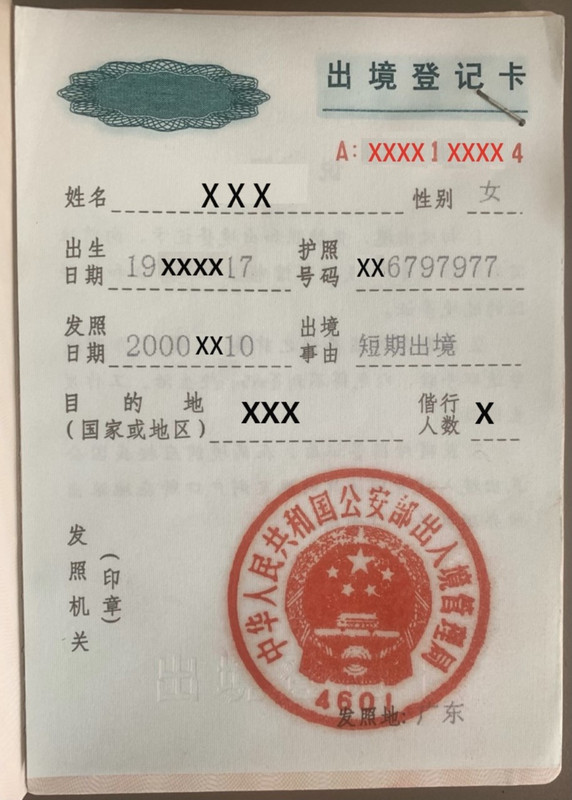 出境登记卡
A: XXXX 1 XXXX 4
姓名 XXX 性别 女
出生日期 19XXXX17 护照号码 XX6797977
发照日期 2000XX10 出境事由 短期出境
目的地(国家或地区) XXX 偕行人数 X
发照机关
(印章)
中华人民共和国公安部出入境管理局
4601
发照地: 广东
出境